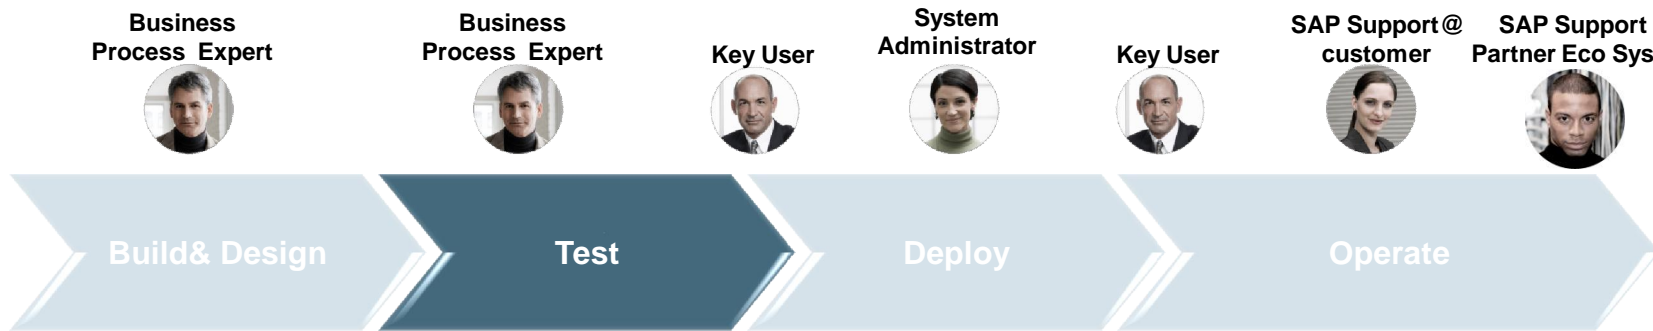 Business
Process Expert
Business
Process Expert
Key User
System
Administrator
Key User
SAP Support@
customer
SAP Support
Partner Eco Sys
Build& Design
Test
Deploy
Operate